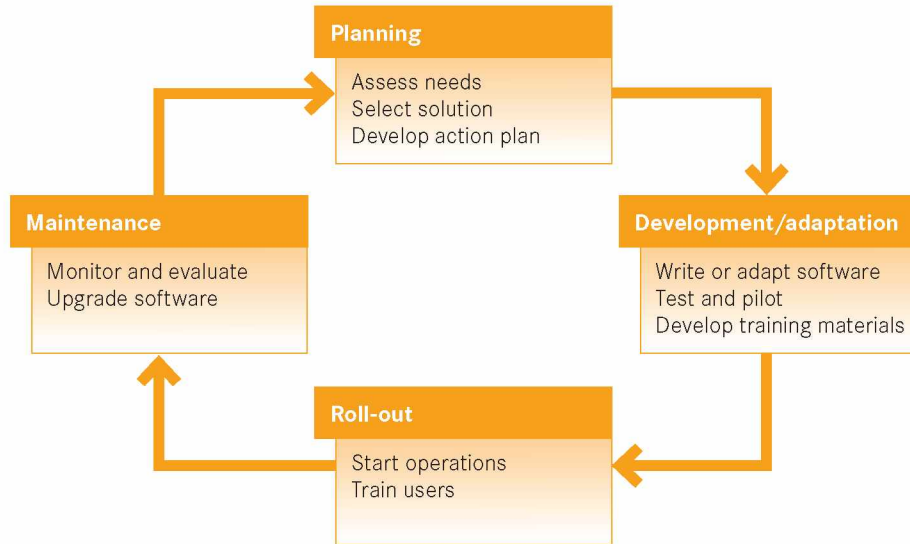 Planning
Assess needs
Select solution
Develop action plan
Maintenance
Monitor and evaluate
Upgrade software
Development/adaptation
Write or adapt software
Test and pilot
Develop training materials
Roll-out
Start operations
Train users